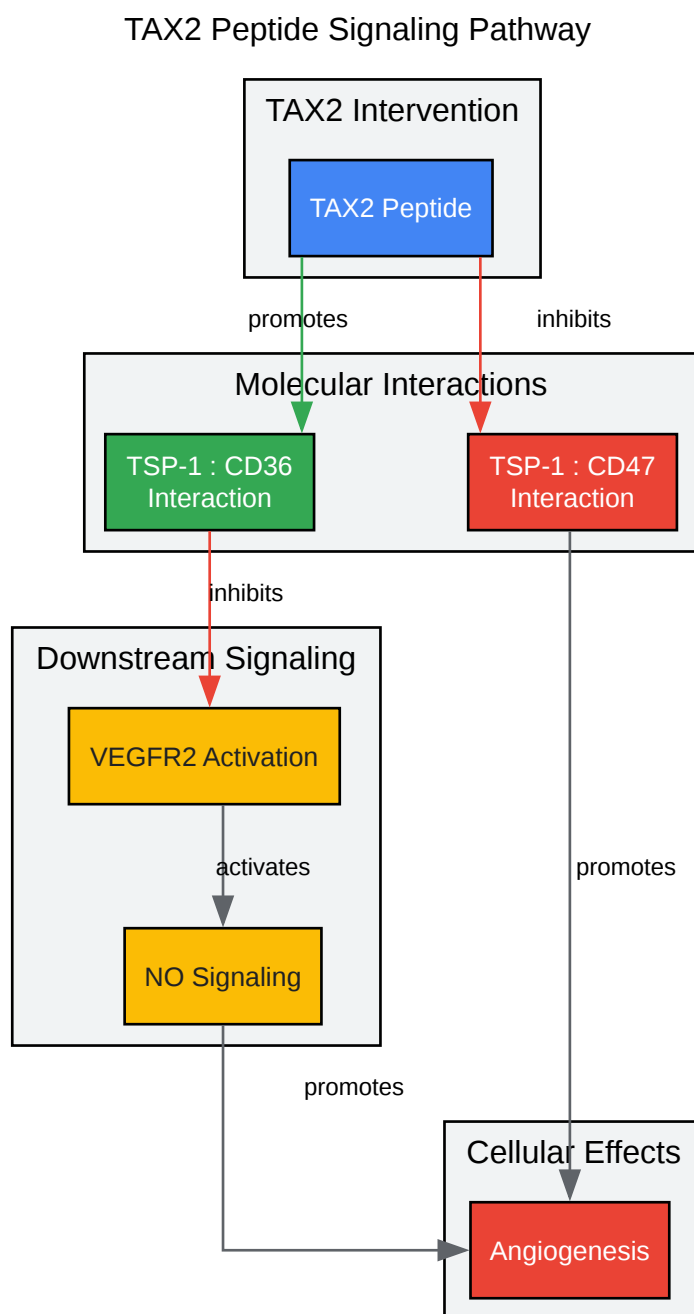 TAX2 Peptide Signaling Pathway
TAX2 Intervention
TAX2 Peptide
promotes
inhibits
Molecular Interactions
TSP-1 : CD36
Interaction
TSP-1 : CD47
Interaction
inhibits
Downstream Signaling
VEGFR2 Activation
activates
promotes
NO Signaling
promotes
Cellular Effects
Angiogenesis